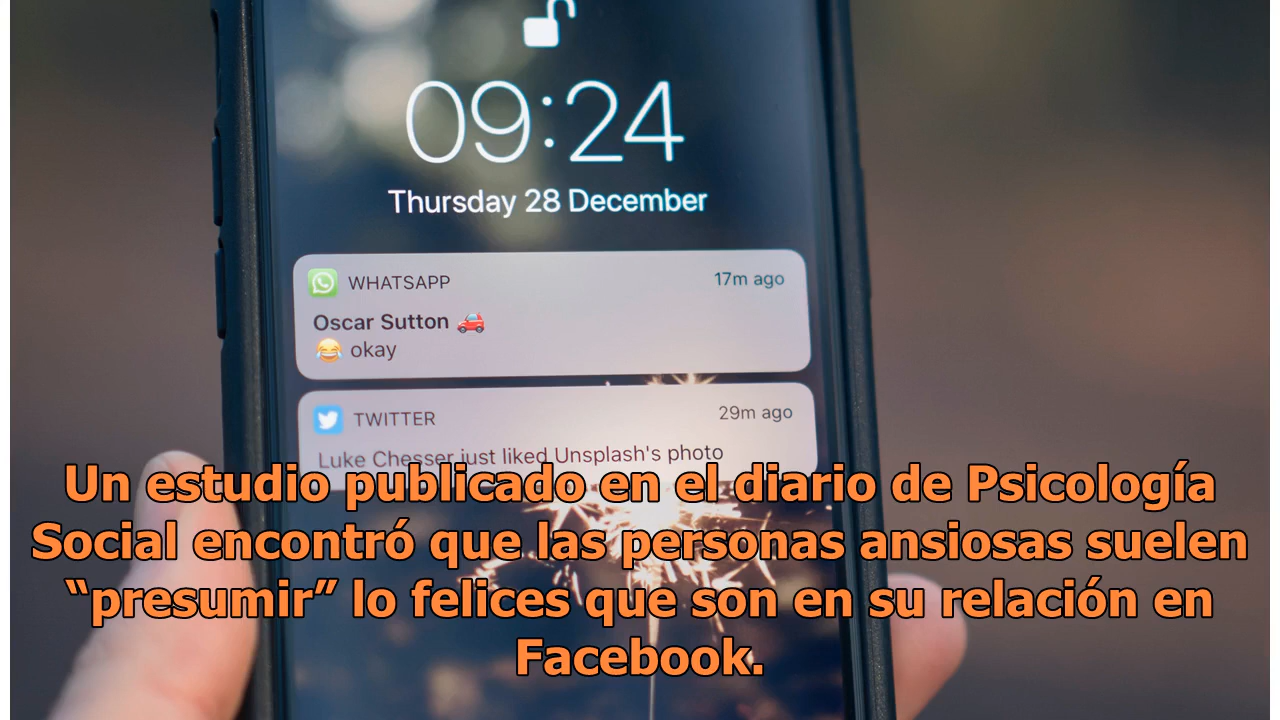 09:24
Thursday 28 December
WHATSAPP 17m ago
Oscar Sutton 🚗
😂 okay
TWITTER 29m ago
Luke Chesser just liked Unsplash's photo
Un estudio publicado en el diario de Psicología
Social encontró que las personas ansiosas suelen
“presumir” lo felices que son en su relación en
Facebook.